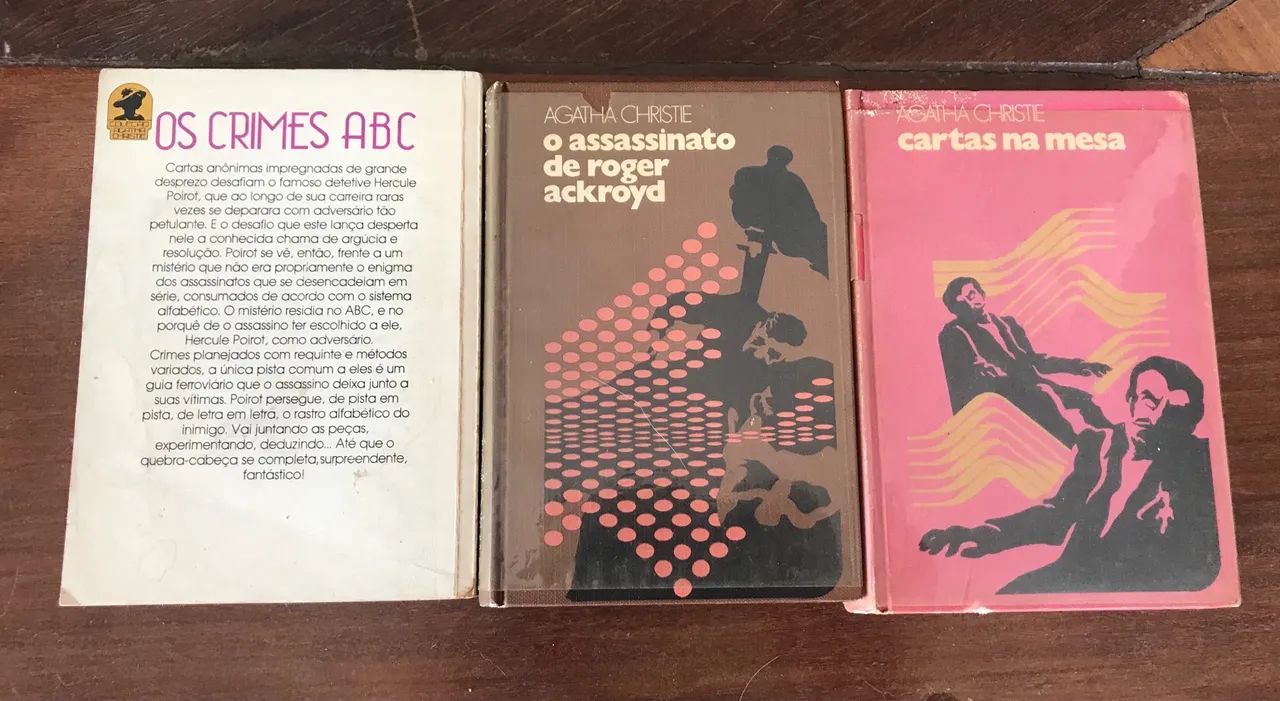 COLEÇÃO
AGATHA
CHRISTIE
OS CRIMES ABC
Cartas anônimas impregnadas de grande
desprezo desafiam o famoso detetive Hercule
Poirot, que ao longo de sua carreira raras
vezes se depara com adversário tão
petulante. E o desafio que este lança desperta
nele a conhecida chama de argúcia e
resolução. Poirot se vê, então, frente a um
mistério que não era propriamente o enigma
dos assassinatos que se desencadeiam em
série, consumados de acordo com o sistema
alfabético. O mistério residia no ABC, e no
porquê de o assassino ter escolhido a ele,
Hercule Poirot, como adversário.
Crimes planejados com requinte e métodos
variados, a única pista comum a eles é um
guia ferroviário que o assassino deixa junto a
suas vítimas. Poirot persegue, de pista em
pista, de letra em letra, o rastro alfabético do
inimigo. Vai juntando as peças,
experimentando, deduzindo... Até que o
quebra-cabeça se completa, surpreendente,
fantástico!
AGATHA CHRISTIE
o assassinato
de roger
ackroyd
AGATHA CHRISTIE
cartas na mesa